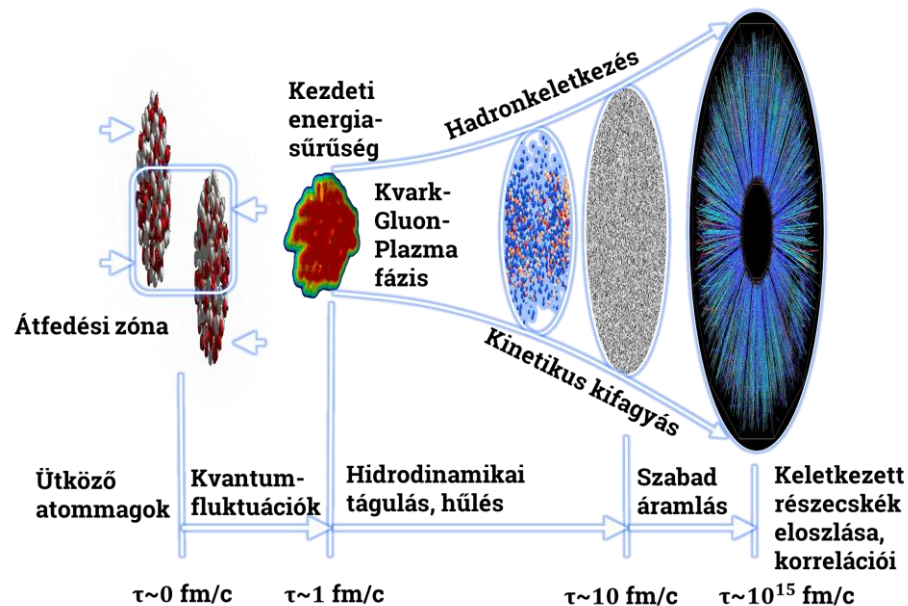 Kezdeti
energia-
sűrűség
Hadronkeletkezés
Kvark-
Gluon-
Plazma
fázis
Átfedési zóna
Kinetikus kifagyás
Ütköző
atommagok
Kvantum-
fluktuációk
Hidrodinamikai
tágulás, hűlés
Szabad
áramlás
Keletkezett
részecskék
eloszlása,
korrelációi
τ~0 fm/c
τ~1 fm/c
τ~10 fm/c
τ~10¹⁵ fm/c